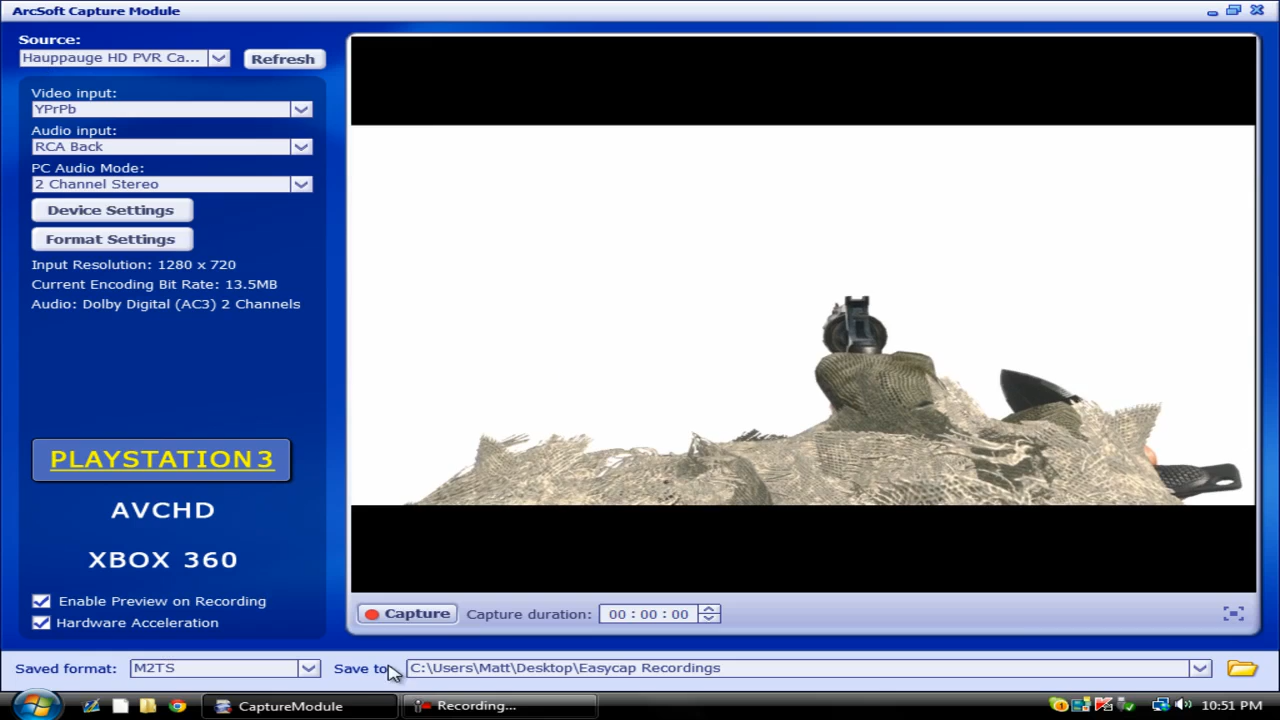 ArcSoft Capture Module
Source:
Hauppauge HD PVR Ca...
Refresh
Video input:
YPrPb
Audio input:
RCA Back
PC Audio Mode:
2 Channel Stereo
Device Settings
Format Settings
Input Resolution: 1280 x 720
Current Encoding Bit Rate: 13.5MB
Audio: Dolby Digital (AC3) 2 Channels
PLAYSTATION3
AVCHD
XBOX 360
Enable Preview on Recording
Hardware Acceleration
Capture
Capture duration: 00 : 00 : 00
Saved format: M2TS
Save to: C:\Users\Matt\Desktop\Easycap Recordings
CaptureModule
Recording...
10:51 PM